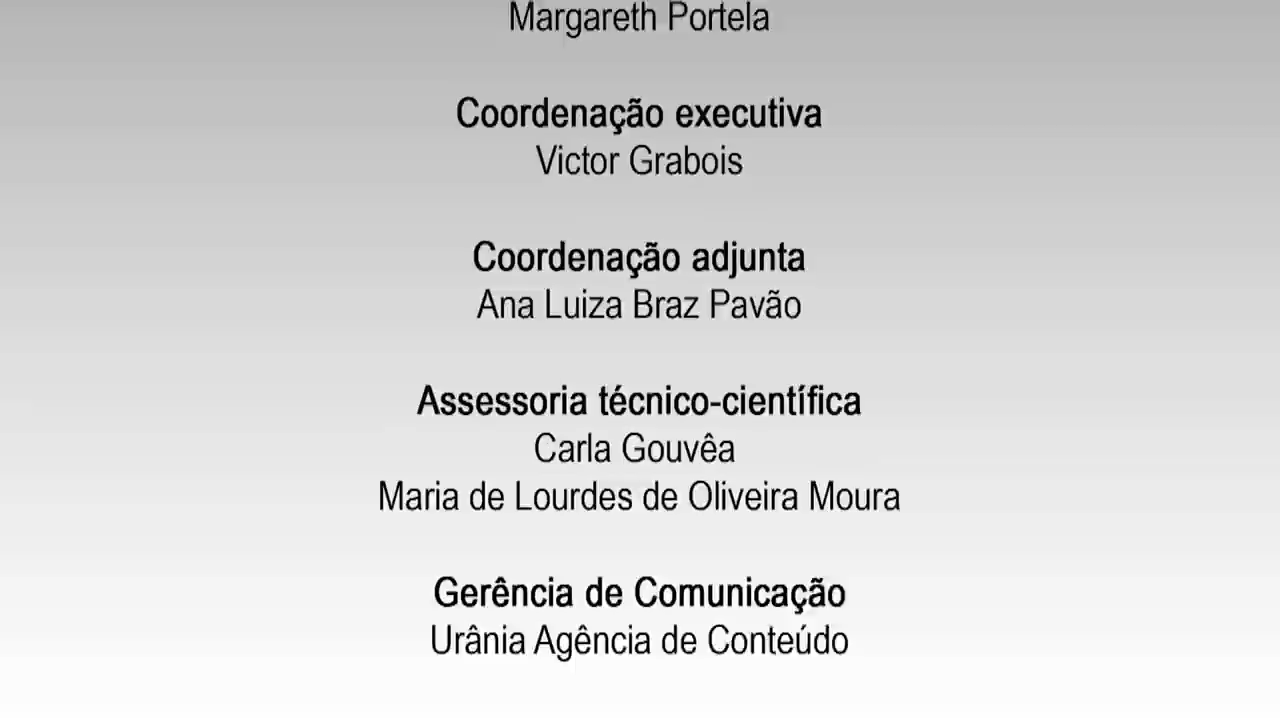 Margareth Portela
Coordenação executiva
Victor Grabois
Coordenação adjunta
Ana Luiza Braz Pavão
Assessoria técnico-científica
Carla Gouvêa
Maria de Lourdes de Oliveira Moura
Gerência de Comunicação
Urânia Agência de Conteúdo